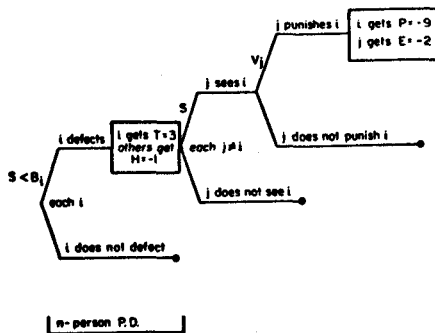 j punishes i
i gets P=-9
j gets E=-2
Vj
j sees i
S
j does not punish i
i defects
i gets T=3
others get
H=-1
each j≠i
S<Bi
each i
j does not see i
i does not defect
n-person P.D.